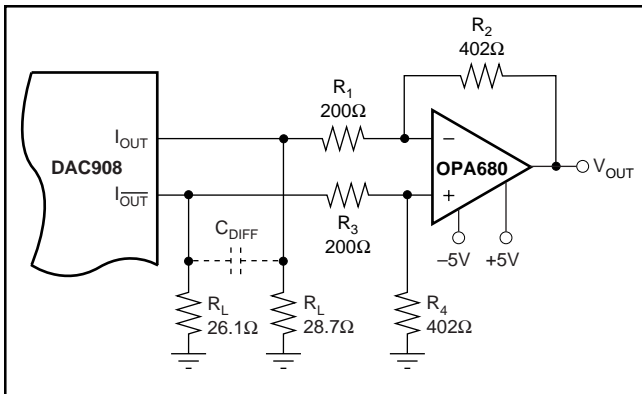 R2
402Ω
R1
200Ω
IOUT
–
DAC908
OPA680
VOUT
I̅O̅U̅T̅
+
R3
200Ω
CDIFF
–5V +5V
RL
26.1Ω
RL
28.7Ω
R4
402Ω